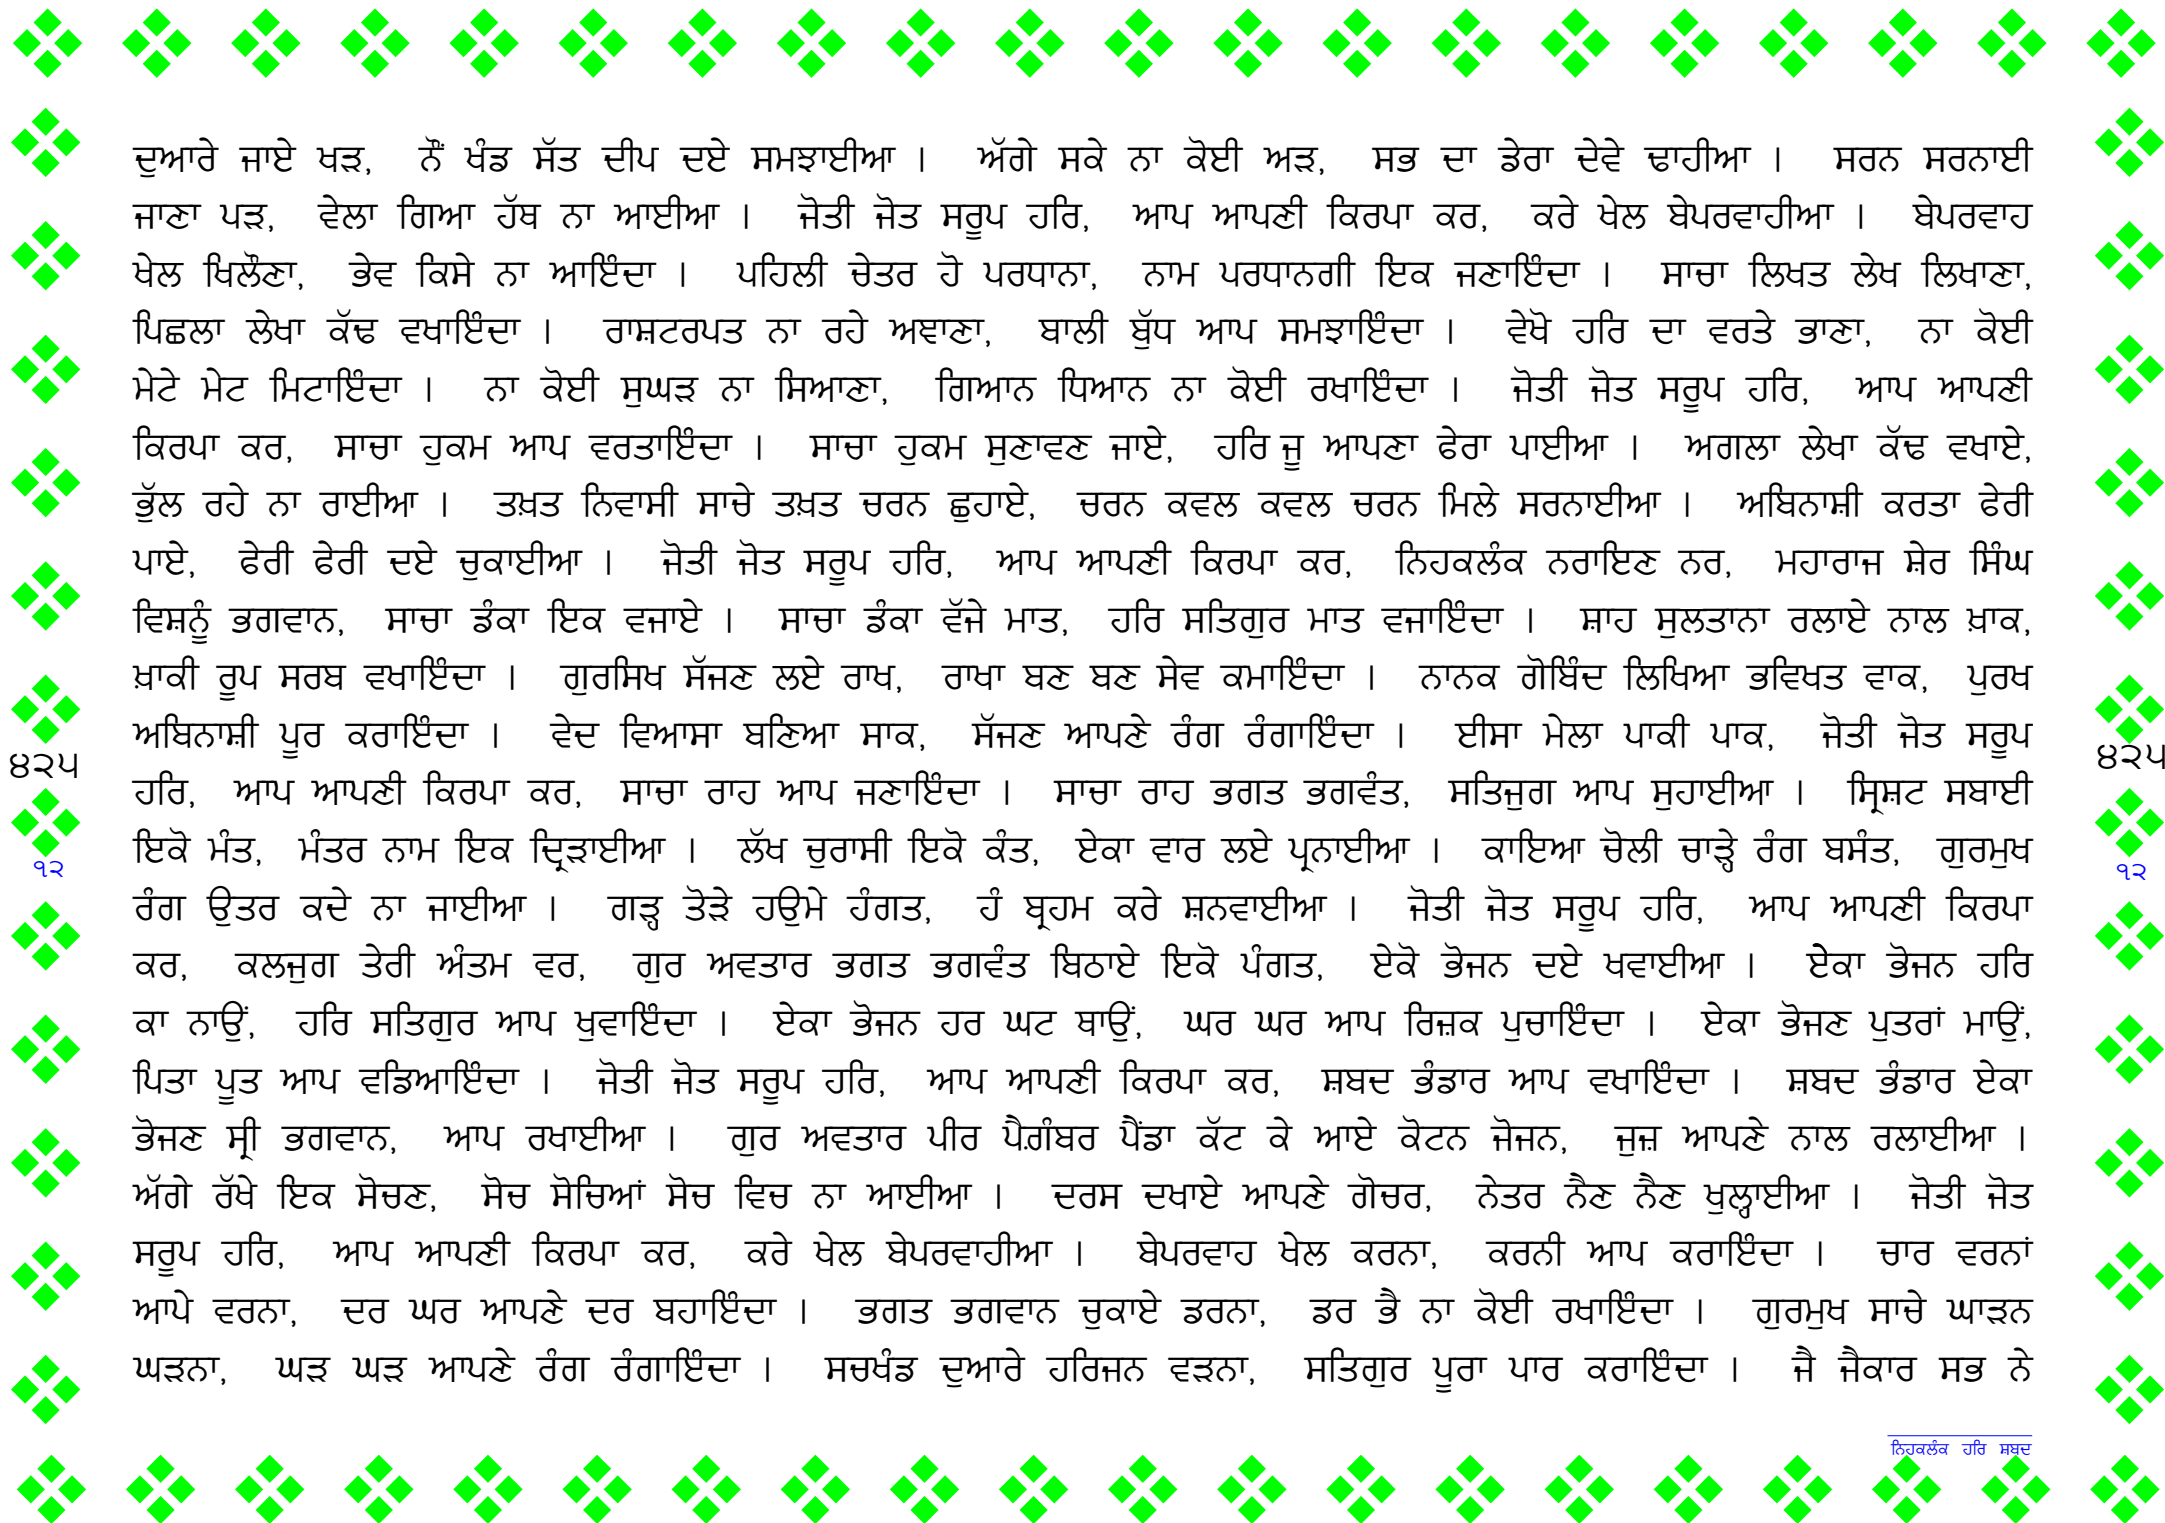 ਦੁਆਰੇ ਜਾਏ ਖੜ, ਨੌਂ ਖੰਡ ਸੱਤ ਦੀਪ ਦਏ ਸਮਝਾਈਆ । ਅੱਗੇ ਸਕੇ ਨਾ ਕੋਈ ਅੜ, ਸਭ ਦਾ ਡੇਰਾ ਦੇਵੇ ਢਾਹੀਆ । ਸਰਨ ਸਰਨਾਈ
ਜਾਣਾ ਪੜ, ਵੇਲਾ ਗਿਆ ਹੱਥ ਨਾ ਆਈਆ । ਜੋਤੀ ਜੋਤ ਸਰੂਪ ਹਰਿ, ਆਪ ਆਪਣੀ ਕਿਰਪਾ ਕਰ, ਕਰੇ ਖੇਲ ਬੇਪਰਵਾਹੀਆ । ਬੇਪਰਵਾਹ
ਖੇਲ ਖਿਲੌਣਾ, ਭੇਵ ਕਿਸੇ ਨਾ ਆਇੰਦਾ । ਪਹਿਲੀ ਚੇਤਰ ਹੋ ਪਰਧਾਨਾ, ਨਾਮ ਪਰਧਾਨਗੀ ਇਕ ਜਣਾਇੰਦਾ । ਸਾਚਾ ਲਿਖਤ ਲੇਖ ਲਿਖਾਣਾ,
ਪਿਛਲਾ ਲੇਖਾ ਕੱਢ ਵਖਾਇੰਦਾ । ਰਾਸ਼ਟਰਪਤ ਨਾ ਰਹੇ ਅਞਾਣਾ, ਬਾਲੀ ਬੁੱਧ ਆਪ ਸਮਝਾਇੰਦਾ । ਵੇਖੋ ਹਰਿ ਦਾ ਵਰਤੇ ਭਾਣਾ, ਨਾ ਕੋਈ
ਮੇਟੇ ਮੇਟ ਮਿਟਾਇੰਦਾ । ਨਾ ਕੋਈ ਸੁਘੜ ਨਾ ਸਿਆਣਾ, ਗਿਆਨ ਧਿਆਨ ਨਾ ਕੋਈ ਰਖਾਇੰਦਾ । ਜੋਤੀ ਜੋਤ ਸਰੂਪ ਹਰਿ, ਆਪ ਆਪਣੀ
ਕਿਰਪਾ ਕਰ, ਸਾਚਾ ਹੁਕਮ ਆਪ ਵਰਤਾਇੰਦਾ । ਸਾਚਾ ਹੁਕਮ ਸੁਣਾਵਣ ਜਾਏ, ਹਰਿ ਜੂ ਆਪਣਾ ਫੇਰਾ ਪਾਈਆ । ਅਗਲਾ ਲੇਖਾ ਕੱਢ ਵਖਾਏ,
ਭੁੱਲ ਰਹੇ ਨਾ ਰਾਈਆ । ਤਖ਼ਤ ਨਿਵਾਸੀ ਸਾਚੇ ਤਖ਼ਤ ਚਰਨ ਛੁਹਾਏ, ਚਰਨ ਕਵਲ ਕਵਲ ਚਰਨ ਮਿਲੇ ਸਰਨਾਈਆ । ਅਬਿਨਾਸ਼ੀ ਕਰਤਾ ਫੇਰੀ
ਪਾਏ, ਫੇਰੀ ਫੇਰੀ ਦਏ ਚੁਕਾਈਆ । ਜੋਤੀ ਜੋਤ ਸਰੂਪ ਹਰਿ, ਆਪ ਆਪਣੀ ਕਿਰਪਾ ਕਰ, ਨਿਹਕਲੰਕ ਨਰਾਇਣ ਨਰ, ਮਹਾਰਾਜ ਸ਼ੇਰ ਸਿੰਘ
ਵਿਸ਼ਨੂੰ ਭਗਵਾਨ, ਸਾਚਾ ਡੰਕਾ ਇਕ ਵਜਾਏ । ਸਾਚਾ ਡੰਕਾ ਵੱਜੇ ਮਾਤ, ਹਰਿ ਸਤਿਗੁਰ ਮਾਤ ਵਜਾਇੰਦਾ । ਸ਼ਾਹ ਸੁਲਤਾਨਾ ਰਲਾਏ ਨਾਲ ਖ਼ਾਕ,
ਖ਼ਾਕੀ ਰੂਪ ਸਰਬ ਵਖਾਇੰਦਾ । ਗੁਰਸਿਖ ਸੱਜਣ ਲਏ ਰਾਖ, ਰਾਖਾ ਬਣ ਬਣ ਸੇਵ ਕਮਾਇੰਦਾ । ਨਾਨਕ ਗੋਬਿੰਦ ਲਿਖਿਆ ਭਵਿਖਤ ਵਾਕ, ਪੁਰਖ
ਅਬਿਨਾਸ਼ੀ ਪੂਰ ਕਰਾਇੰਦਾ । ਵੇਦ ਵਿਆਸਾ ਬਣਿਆ ਸਾਕ, ਸੱਜਣ ਆਪਣੇ ਰੰਗ ਰੰਗਾਇੰਦਾ । ਈਸਾ ਮੇਲਾ ਪਾਕੀ ਪਾਕ, ਜੋਤੀ ਜੋਤ ਸਰੂਪ
ਹਰਿ, ਆਪ ਆਪਣੀ ਕਿਰਪਾ ਕਰ, ਸਾਚਾ ਰਾਹ ਆਪ ਜਣਾਇੰਦਾ । ਸਾਚਾ ਰਾਹ ਭਗਤ ਭਗਵੰਤ, ਸਤਿਜੁਗ ਆਪ ਸੁਹਾਈਆ । ਸ੍ਰਿਸ਼ਟ ਸਬਾਈ
ਇਕੋ ਮੰਤ, ਮੰਤਰ ਨਾਮ ਇਕ ਦ੍ਰਿੜਾਈਆ । ਲੱਖ ਚੁਰਾਸੀ ਇਕੋ ਕੰਤ, ਏਕਾ ਵਾਰ ਲਏ ਪ੍ਰਨਾਈਆ । ਕਾਇਆ ਚੋਲੀ ਚਾੜ੍ਹੇ ਰੰਗ ਬਸੰਤ, ਗੁਰਮੁਖ
ਰੰਗ ਉਤਰ ਕਦੇ ਨਾ ਜਾਈਆ । ਗੜ੍ਹ ਤੋੜੇ ਹਉਮੇ ਹੰਗਤ, ਹੰ ਬ੍ਰਹਮ ਕਰੇ ਸ਼ਨਵਾਈਆ । ਜੋਤੀ ਜੋਤ ਸਰੂਪ ਹਰਿ, ਆਪ ਆਪਣੀ ਕਿਰਪਾ
ਕਰ, ਕਲਜੁਗ ਤੇਰੀ ਅੰਤਮ ਵਰ, ਗੁਰ ਅਵਤਾਰ ਭਗਤ ਭਗਵੰਤ ਬਿਠਾਏ ਇਕੋ ਪੰਗਤ, ਏਕੋ ਭੋਜਨ ਦਏ ਖਵਾਈਆ । ਏਕਾ ਭੋਜਨ ਹਰਿ
ਕਾ ਨਾਉਂ, ਹਰਿ ਸਤਿਗੁਰ ਆਪ ਖੁਵਾਇੰਦਾ । ਏਕਾ ਭੋਜਨ ਹਰ ਘਟ ਥਾਉਂ, ਘਰ ਘਰ ਆਪ ਰਿਜ਼ਕ ਪੁਚਾਇੰਦਾ । ਏਕਾ ਭੋਜਣ ਪੁਤਰਾਂ ਮਾਉਂ,
ਪਿਤਾ ਪੂਤ ਆਪ ਵਡਿਆਇੰਦਾ । ਜੋਤੀ ਜੋਤ ਸਰੂਪ ਹਰਿ, ਆਪ ਆਪਣੀ ਕਿਰਪਾ ਕਰ, ਸ਼ਬਦ ਭੰਡਾਰ ਆਪ ਵਖਾਇੰਦਾ । ਸ਼ਬਦ ਭੰਡਾਰ ਏਕਾ
ਭੋਜਣ ਸ੍ਰੀ ਭਗਵਾਨ, ਆਪ ਰਖਾਈਆ । ਗੁਰ ਅਵਤਾਰ ਪੀਰ ਪੈਗ਼ੰਬਰ ਪੈਂਡਾ ਕੱਟ ਕੇ ਆਏ ਕੋਟਨ ਜੋਜਨ, ਜੁਜ਼ ਆਪਣੇ ਨਾਲ ਰਲਾਈਆ ।
ਅੱਗੇ ਰੱਖੇ ਇਕ ਸੋਚਣ, ਸੋਚ ਸੋਚਿਆਂ ਸੋਚ ਵਿਚ ਨਾ ਆਈਆ । ਦਰਸ ਦਖਾਏ ਆਪਣੇ ਗੋਚਰ, ਨੇਤਰ ਨੈਣ ਨੈਣ ਖੁਲ੍ਹਾਈਆ । ਜੋਤੀ ਜੋਤ
ਸਰੂਪ ਹਰਿ, ਆਪ ਆਪਣੀ ਕਿਰਪਾ ਕਰ, ਕਰੇ ਖੇਲ ਬੇਪਰਵਾਹੀਆ । ਬੇਪਰਵਾਹ ਖੇਲ ਕਰਨਾ, ਕਰਨੀ ਆਪ ਕਰਾਇੰਦਾ । ਚਾਰ ਵਰਨਾਂ
ਆਪੇ ਵਰਨਾ, ਦਰ ਘਰ ਆਪਣੇ ਦਰ ਬਹਾਇੰਦਾ । ਭਗਤ ਭਗਵਾਨ ਚੁਕਾਏ ਡਰਨਾ, ਡਰ ਭੈ ਨਾ ਕੋਈ ਰਖਾਇੰਦਾ । ਗੁਰਮੁਖ ਸਾਚੇ ਘਾੜਨ
ਘੜਨਾ, ਘੜ ਘੜ ਆਪਣੇ ਰੰਗ ਰੰਗਾਇੰਦਾ । ਸਚਖੰਡ ਦੁਆਰੇ ਹਰਿਜਨ ਵੜਨਾ, ਸਤਿਗੁਰ ਪੂਰਾ ਪਾਰ ਕਰਾਇੰਦਾ । ਜੈ ਜੈਕਾਰ ਸਭ ਨੇ
੪੨੫
੪੨੫
੧੨
੧੨
ਨਿਹਕਲੰਕ ਹਰਿ ਸ਼ਬਦ